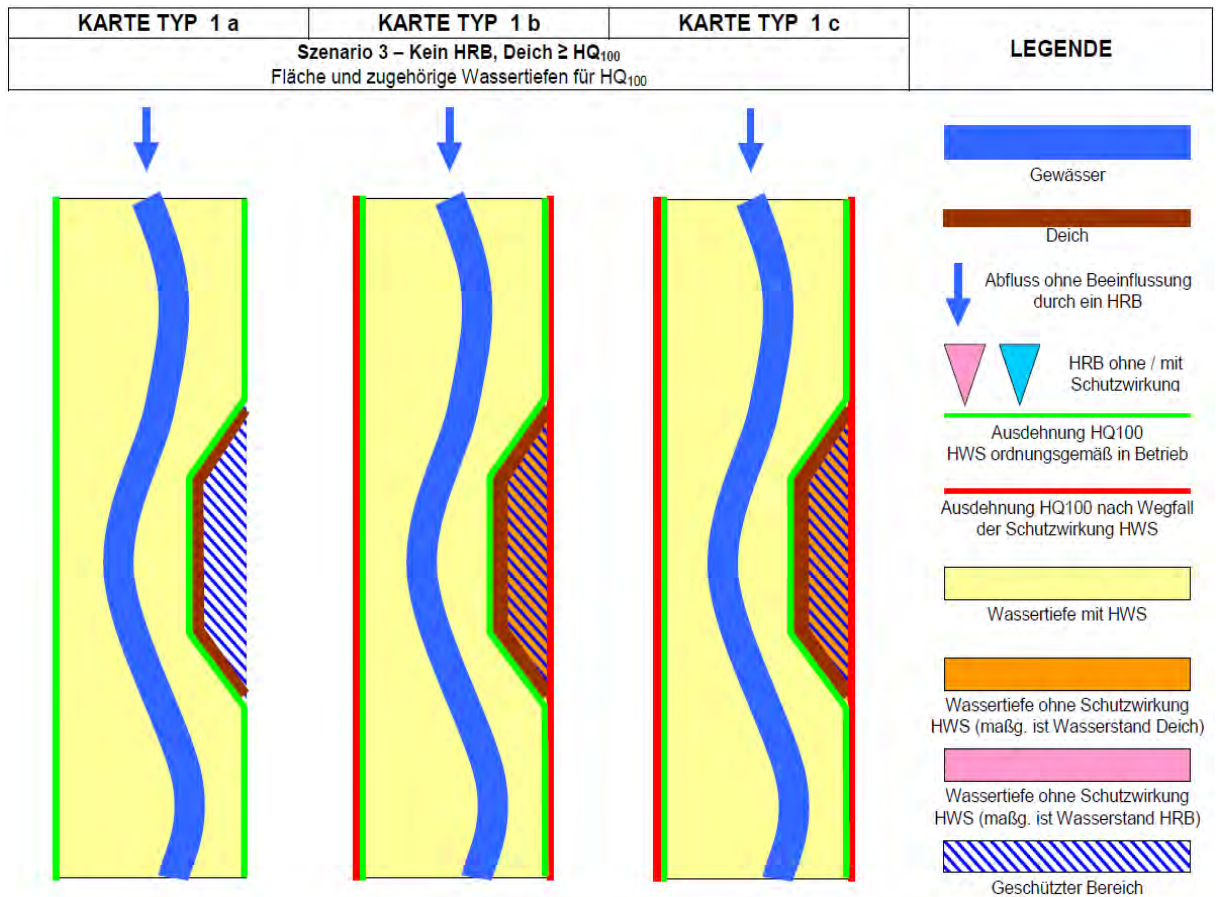 KARTE TYP 1 a
KARTE TYP 1 b
KARTE TYP 1 c
Szenario 3 – Kein HRB, Deich ≥ HQ₁₀₀
Fläche und zugehörige Wassertiefen für HQ₁₀₀
LEGENDE
Gewässer
Deich
Abfluss ohne Beeinflussung
durch ein HRB
HRB ohne / mit
Schutzwirkung
Ausdehnung HQ100
HWS ordnungsgemäß in Betrieb
Ausdehnung HQ100 nach Wegfall
der Schutzwirkung HWS
Wassertiefe mit HWS
Wassertiefe ohne Schutzwirkung
HWS (maßg. ist Wasserstand Deich)
Wassertiefe ohne Schutzwirkung
HWS (maßg. ist Wasserstand HRB)
Geschützter Bereich